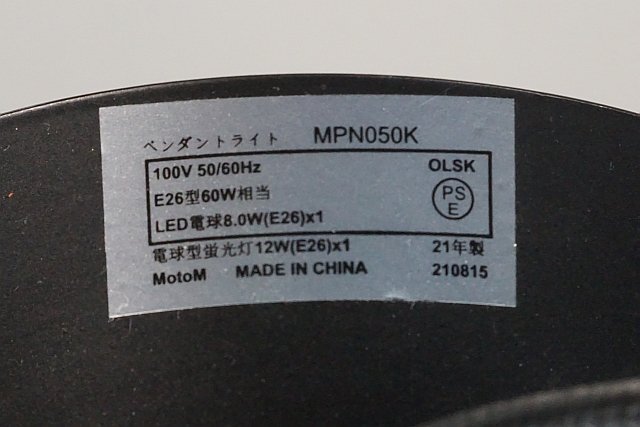 ペンダントライト MPN050K
100V 50/60Hz OLSK
E26型60W相当 PS E
LED電球8.0W(E26)x1
電球型蛍光灯12W(E26)x1 21年製
MotoM MADE IN CHINA 210815